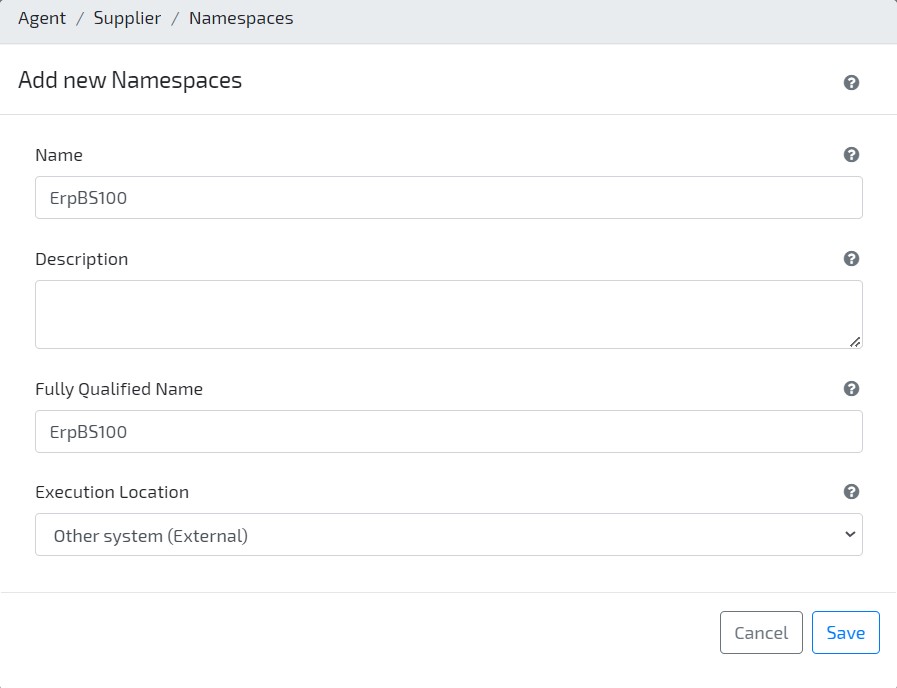 Agent / Supplier / Namespaces
Add new Namespaces
Name
ErpBS100
Description
Fully Qualified Name
ErpBS100
Execution Location
Other system (External)
Cancel Save